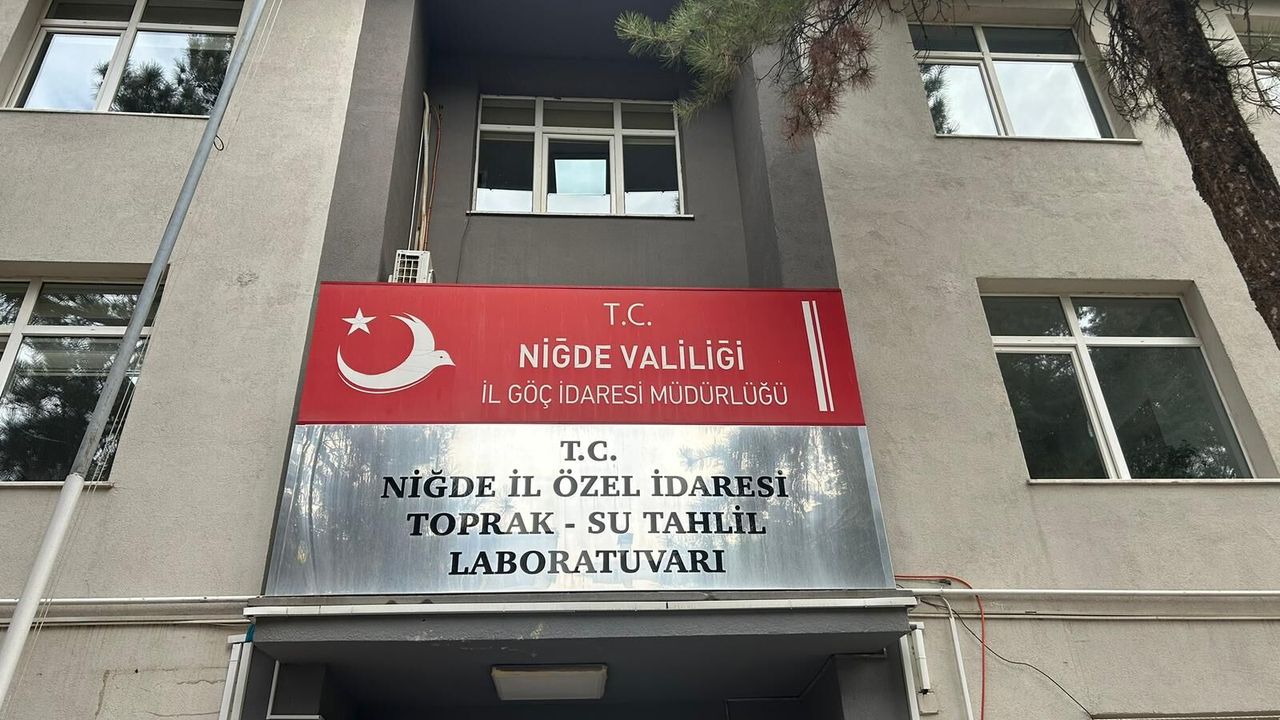 T.C.
NİĞDE VALİLİĞİ
İL GÖÇ İDARESİ MÜDÜRLÜĞÜ
T.C.
NİĞDE İL ÖZEL İDARESİ
TOPRAK - SU TAHLİL
LABORATUVARI